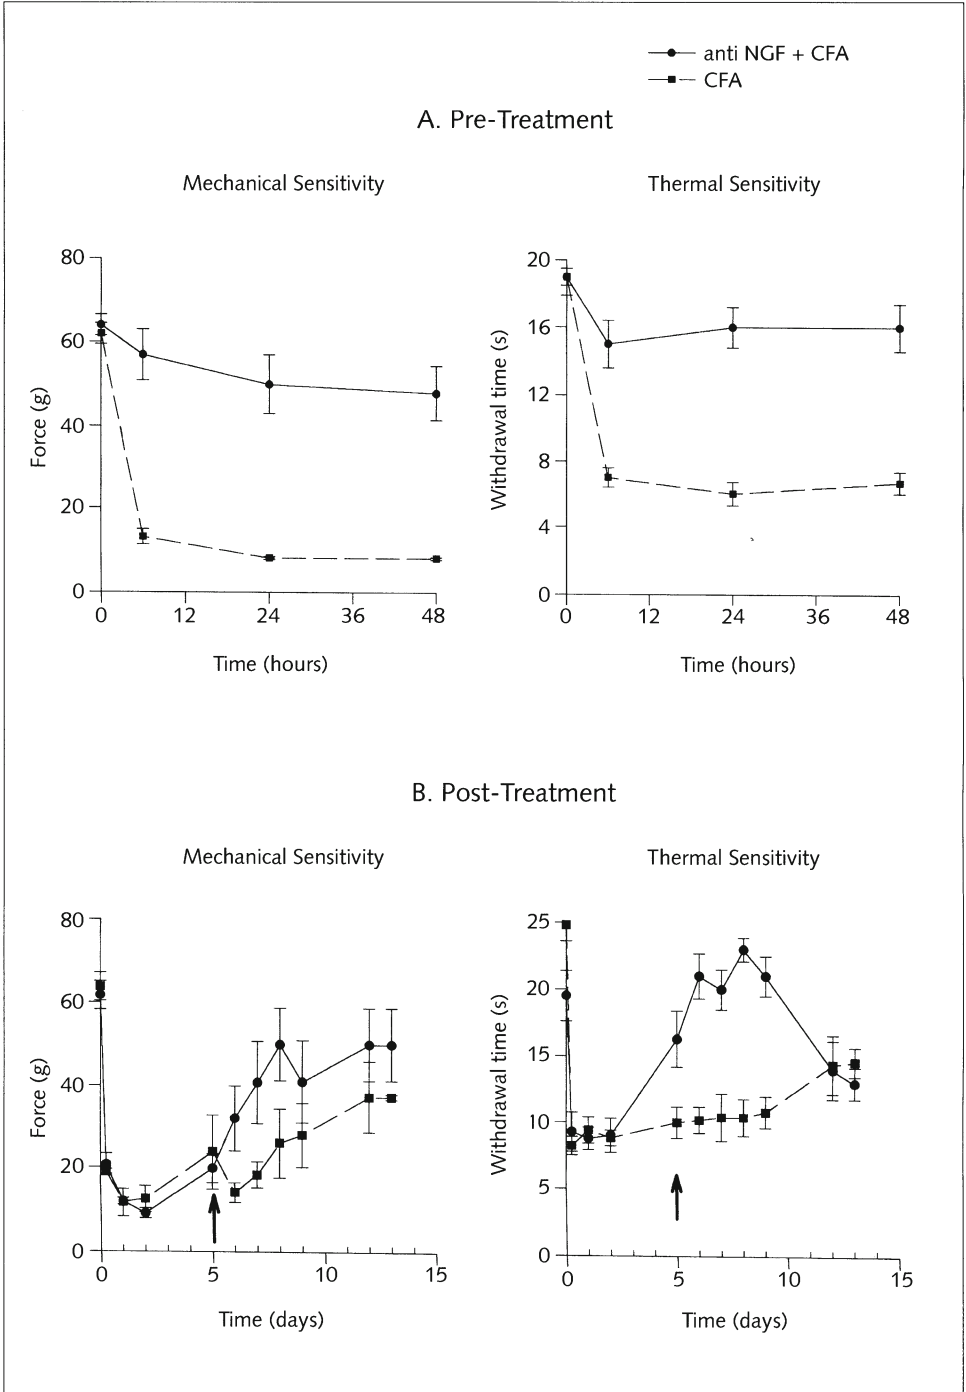 anti NGF + CFA
CFA
A. Pre-Treatment
Mechanical Sensitivity
Thermal Sensitivity
80
60
40
20
0
Force (g)
0 12 24 36 48
Time (hours)
20
16
12
8
4
0
Withdrawal time (s)
0 12 24 36 48
Time (hours)
B. Post-Treatment
Mechanical Sensitivity
Thermal Sensitivity
80
60
40
20
0
Force (g)
0 5 10 15
Time (days)
25
20
15
10
5
0
Withdrawal time (s)
0 5 10 15
Time (days)